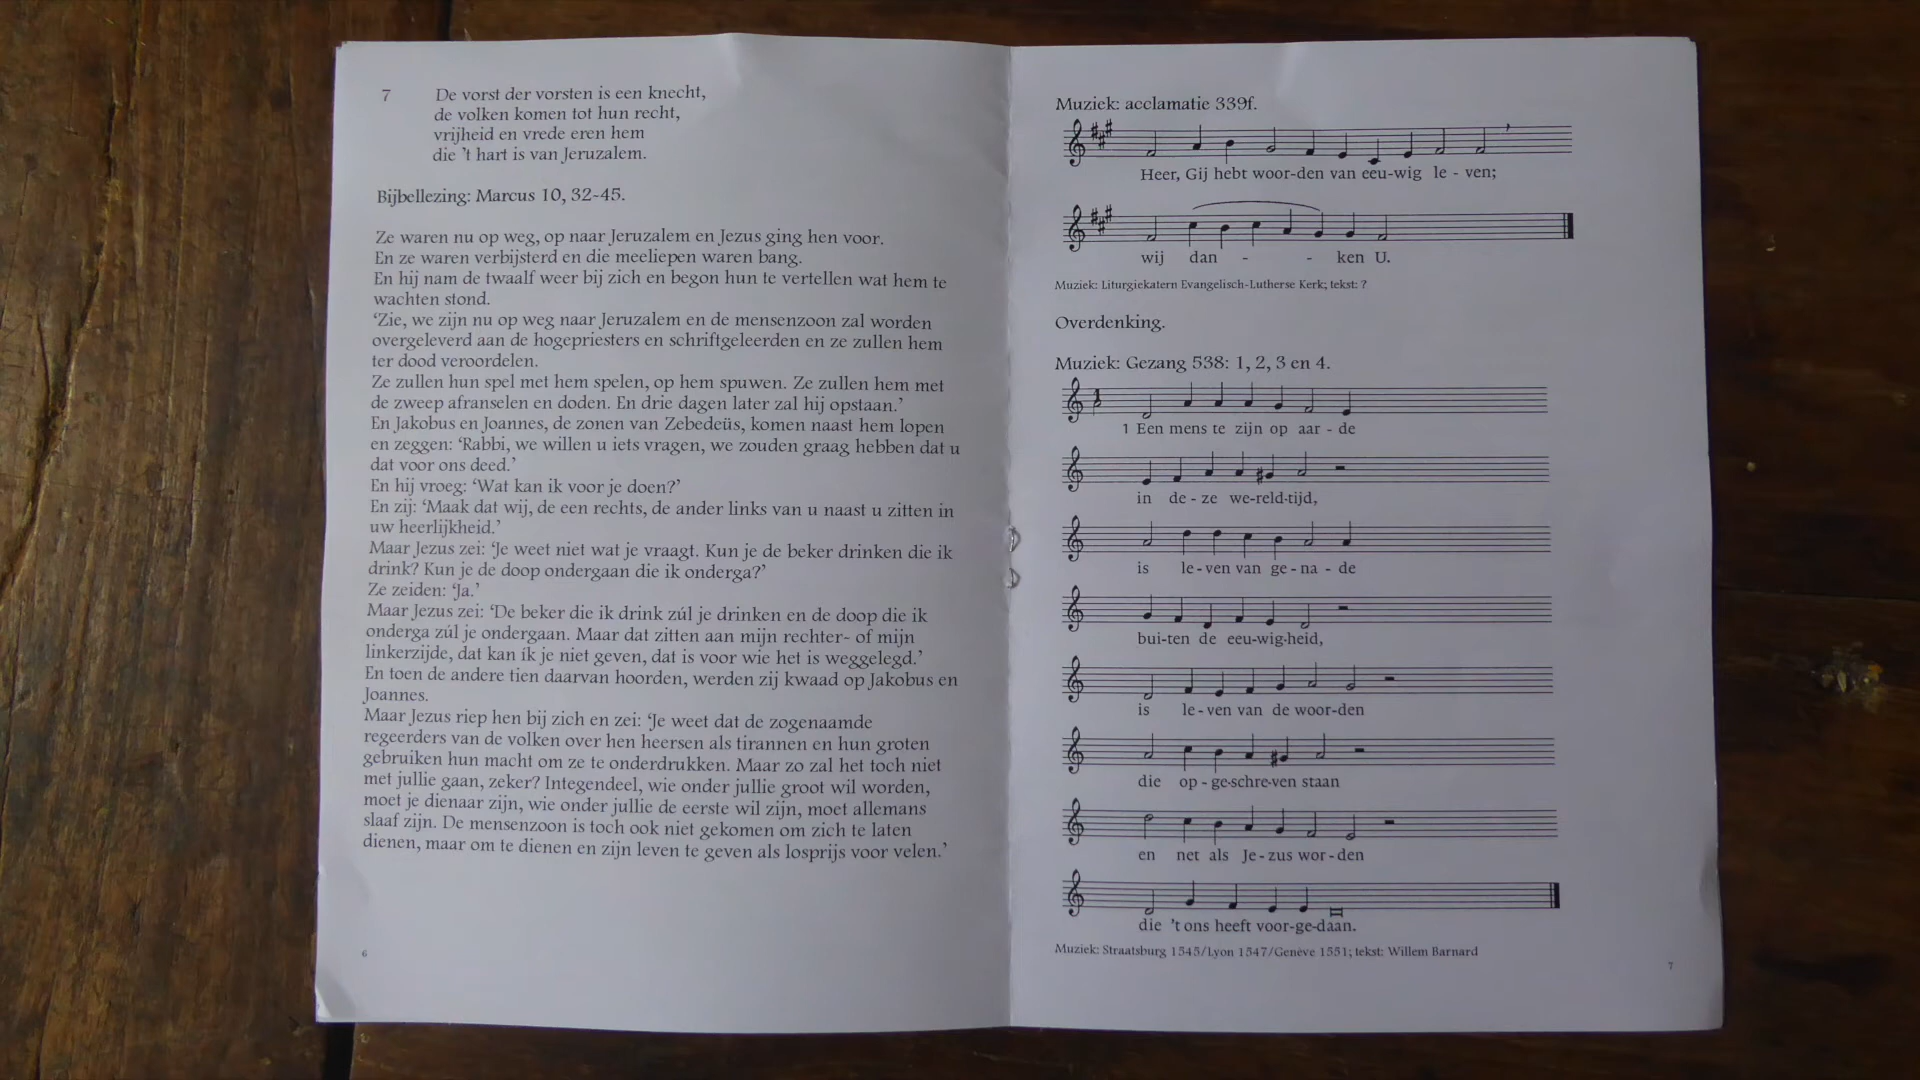 7 De vorst der vorsten is een knecht,
de volken komen tot hun recht,
vrijheid en vrede eren hem
die 't hart is van Jeruzalem.
Bijbellezing: Marcus 10, 32-45.
Ze waren nu op weg, op naar Jeruzalem en Jezus ging hen voor.
En ze waren verbijsterd en die meeliepen waren bang.
En hij nam de twaalf weer bij zich en begon hun te vertellen wat hem te
wachten stond.
‘Zie, we zijn nu op weg naar Jeruzalem en de mensenzoon zal worden
overgeleverd aan de hogepriesters en schriftgeleerden en ze zullen hem
ter dood veroordelen.
Ze zullen hun spel met hem spelen, op hem spuwen. Ze zullen hem met
de zweep afranselen en doden. En drie dagen later zal hij opstaan.’
En Jakobus en Joannes, de zonen van Zebedeüs, komen naast hem lopen
en zeggen: ‘Rabbi, we willen u iets vragen, we zouden graag hebben dat u
dat voor ons deed.’
En hij vroeg: ‘Wat kan ik voor je doen?’
En zij: ‘Maak dat wij, de een rechts, de ander links van u naast u zitten in
uw heerlijkheid.’
Maar Jezus zei: ‘Je weet niet wat je vraagt. Kun je de beker drinken die ik
drink? Kun je de doop ondergaan die ik onderga?’
Ze zeiden: ‘Ja.’
Maar Jezus zei: ‘De beker die ik drink zúl je drinken en de doop die ik
onderga zúl je ondergaan. Maar dat zitten aan mijn rechter- of mijn
linkerzijde, dat kan ík je niet geven, dat is voor wie het is weggelegd.’
En toen de andere tien daarvan hoorden, werden zij kwaad op Jakobus en
Joannes.
Maar Jezus riep hen bij zich en zei: ‘Je weet dat de zogenaamde
regeerders van de volken over hen heersen als tirannen en hun groten
gebruiken hun macht om ze te onderdrukken. Maar zo zal het toch niet
met jullie gaan, zeker? Integendeel, wie onder jullie groot wil worden,
moet je dienaar zijn, wie onder jullie de eerste wil zijn, moet allemans
slaaf zijn. De mensenzoon is toch ook niet gekomen om zich te laten
dienen, maar om te dienen en zijn leven te geven als losprijs voor velen.’
6
Muziek: acclamatie 339f.
Heer, Gij hebt woor-den van eeu-wig le - ven;
wij dan - - ken U.
Muziek: Liturgiekatern Evangelisch-Lutherse Kerk; tekst: ?
Overdenking.
Muziek: Gezang 538: 1, 2, 3 en 4.
1 Een mens te zijn op aar - de
in de - ze we-reld-tijd,
is le - ven van ge - na - de
bui-ten de eeu-wig-heid,
is le - ven van de woor-den
die op - ge-schre-ven staan
en net als Je - zus wor - den
die 't ons heeft voor-ge-daan.
Muziek: Straatsburg 1545/Lyon 1547/Genève 1551; tekst: Willem Barnard
7